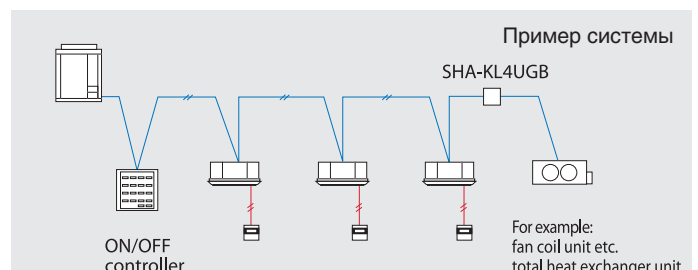 Пример системы
SHA-KL4UGB
ON/OFF
controller
For example:
fan coil unit etc.
total heat exchanger unit